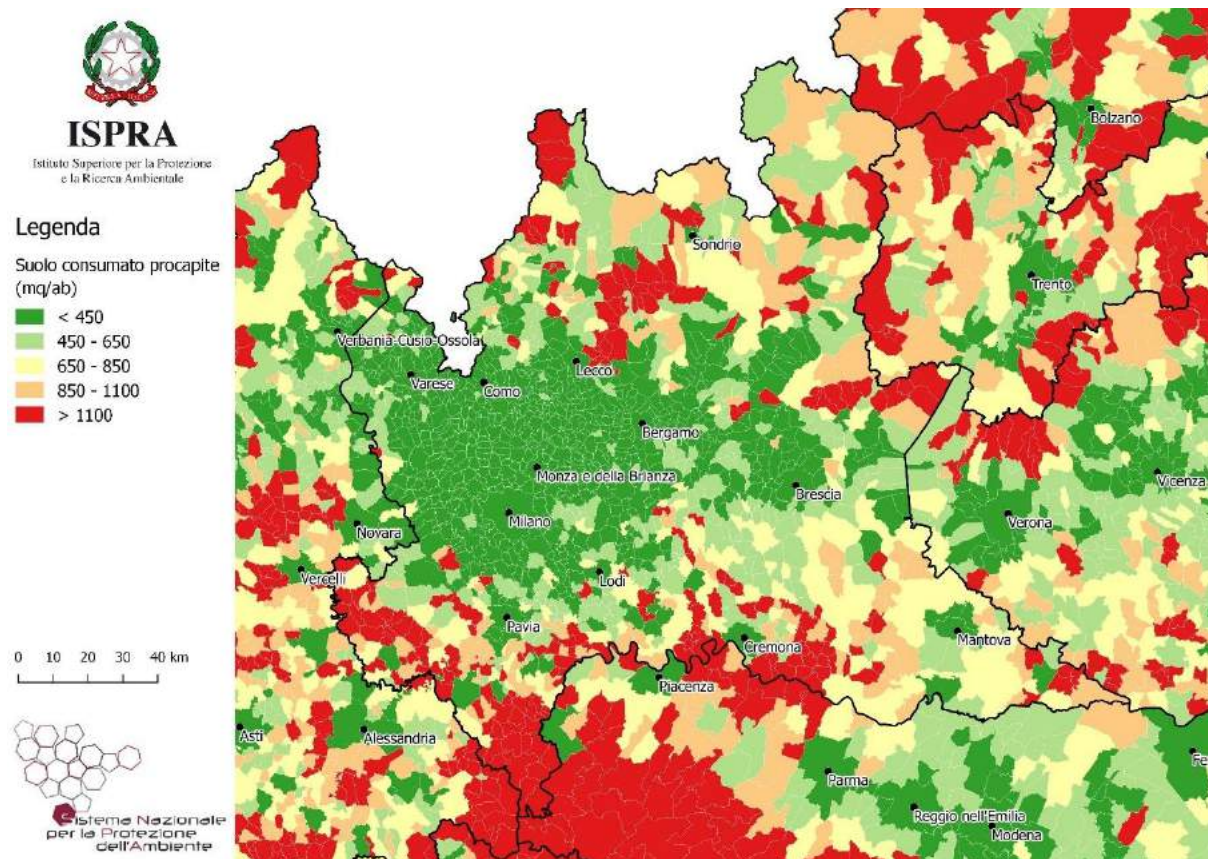 ISPRA
Istituto Superiore per la Protezione
e la Ricerca Ambientale
Legenda
Suolo consumato procapite
(mq/ab)
< 450
450 - 650
650 - 850
850 - 1100
> 1100
0 10 20 30 40 km
Sistema Nazionale
per la Protezione
dell'Ambiente
Bolzano
Sondrio
Trento
Verbania-Cusio-Ossola
Varese
Como
Lecco
Bergamo
Monza e della Brianza
Brescia
Vicenza
Milano
Verona
Novara
Vercelli
Lodi
Pavia
Cremona
Mantova
Piacenza
Asti
Alessandria
Parma
Fe
Reggio nell'Emilia
Modena